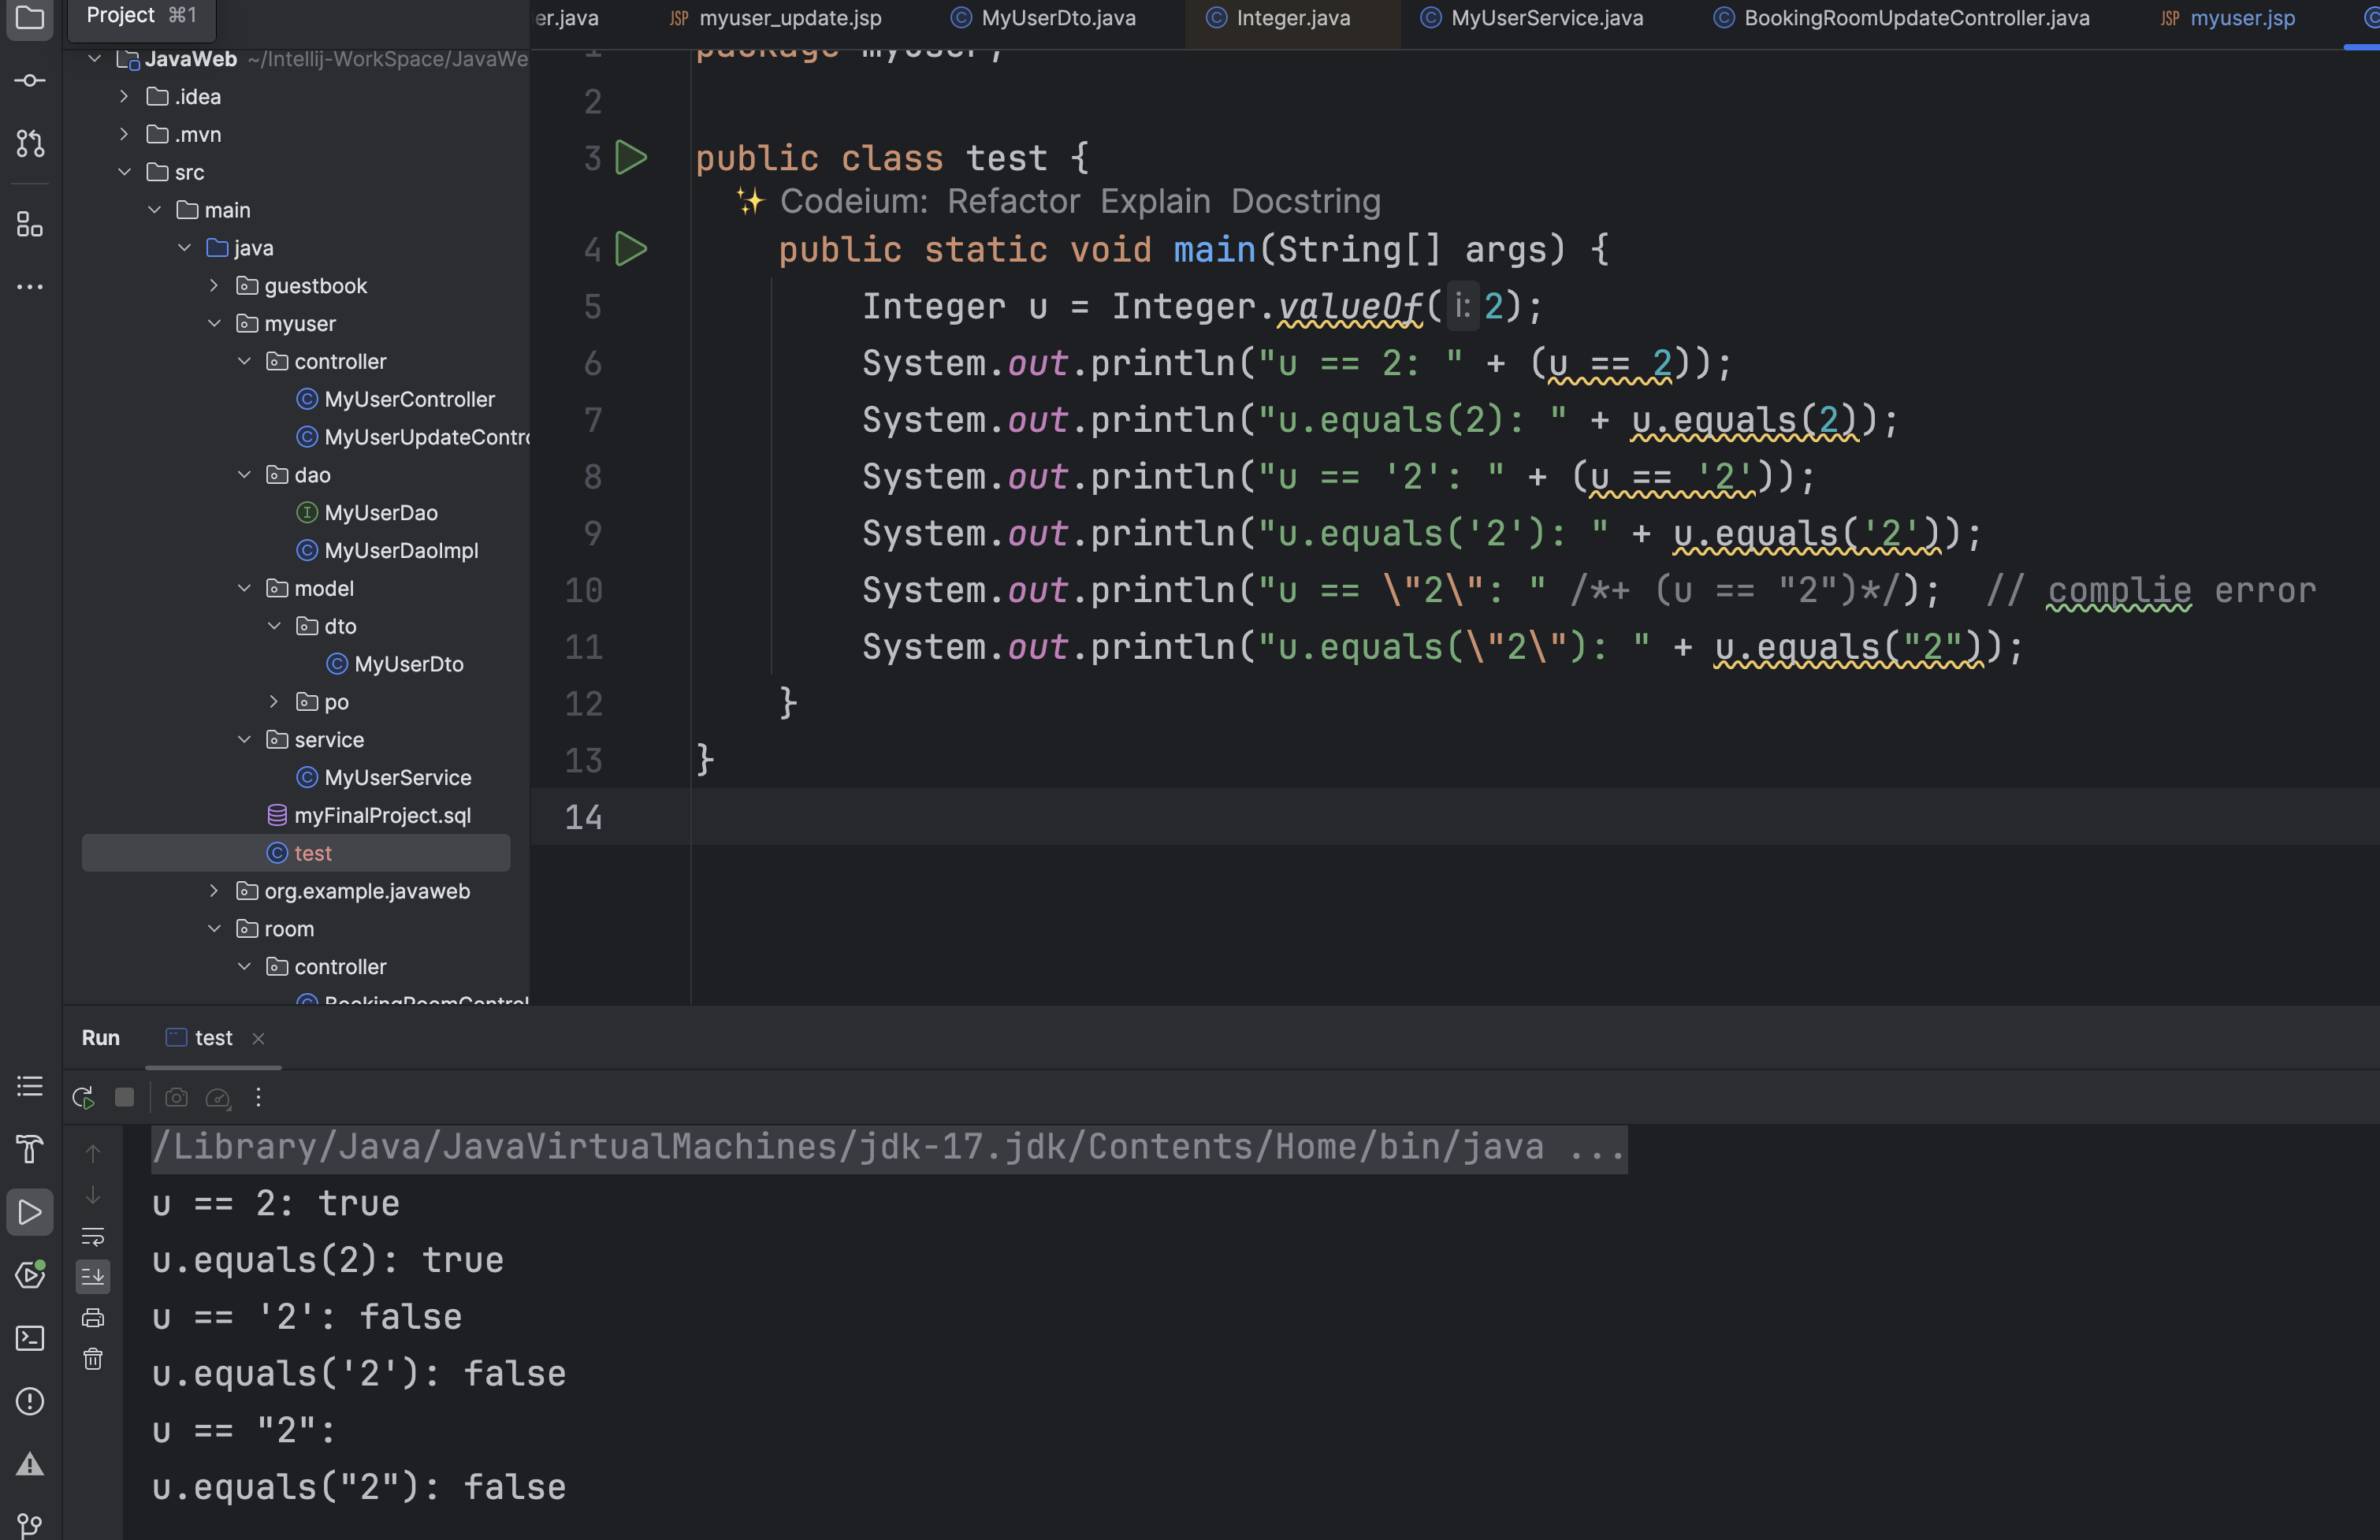 Project ⌘1
er.java
JSP myuser_update.jsp
MyUserDto.java
Integer.java
MyUserService.java
BookingRoomUpdateController.java
JSP myuser.jsp
JavaWeb ~/Intellij-WorkSpace/JavaWe
.idea
.mvn
src
main
java
guestbook
myuser
controller
MyUserController
MyUserUpdateContro
dao
MyUserDao
MyUserDaoImpl
model
dto
MyUserDto
po
service
MyUserService
myFinalProject.sql
test
org.example.javaweb
room
controller
BookingRoomControl
1 package myuser;
2
3 public class test {
Codeium: Refactor Explain Docstring
4 public static void main(String[] args) {
5 Integer u = Integer.valueOf( i: 2);
6 System.out.println("u == 2: " + (u == 2));
7 System.out.println("u.equals(2): " + u.equals(2));
8 System.out.println("u == '2': " + (u == '2'));
9 System.out.println("u.equals('2'): " + u.equals('2'));
10 System.out.println("u == \"2\": " /*+ (u == "2")*/); // complie error
11 System.out.println("u.equals(\"2\"): " + u.equals("2"));
12 }
13 }
14
Run test
/Library/Java/JavaVirtualMachines/jdk-17.jdk/Contents/Home/bin/java ...
u == 2: true
u.equals(2): true
u == '2': false
u.equals('2'): false
u == "2":
u.equals("2"): false